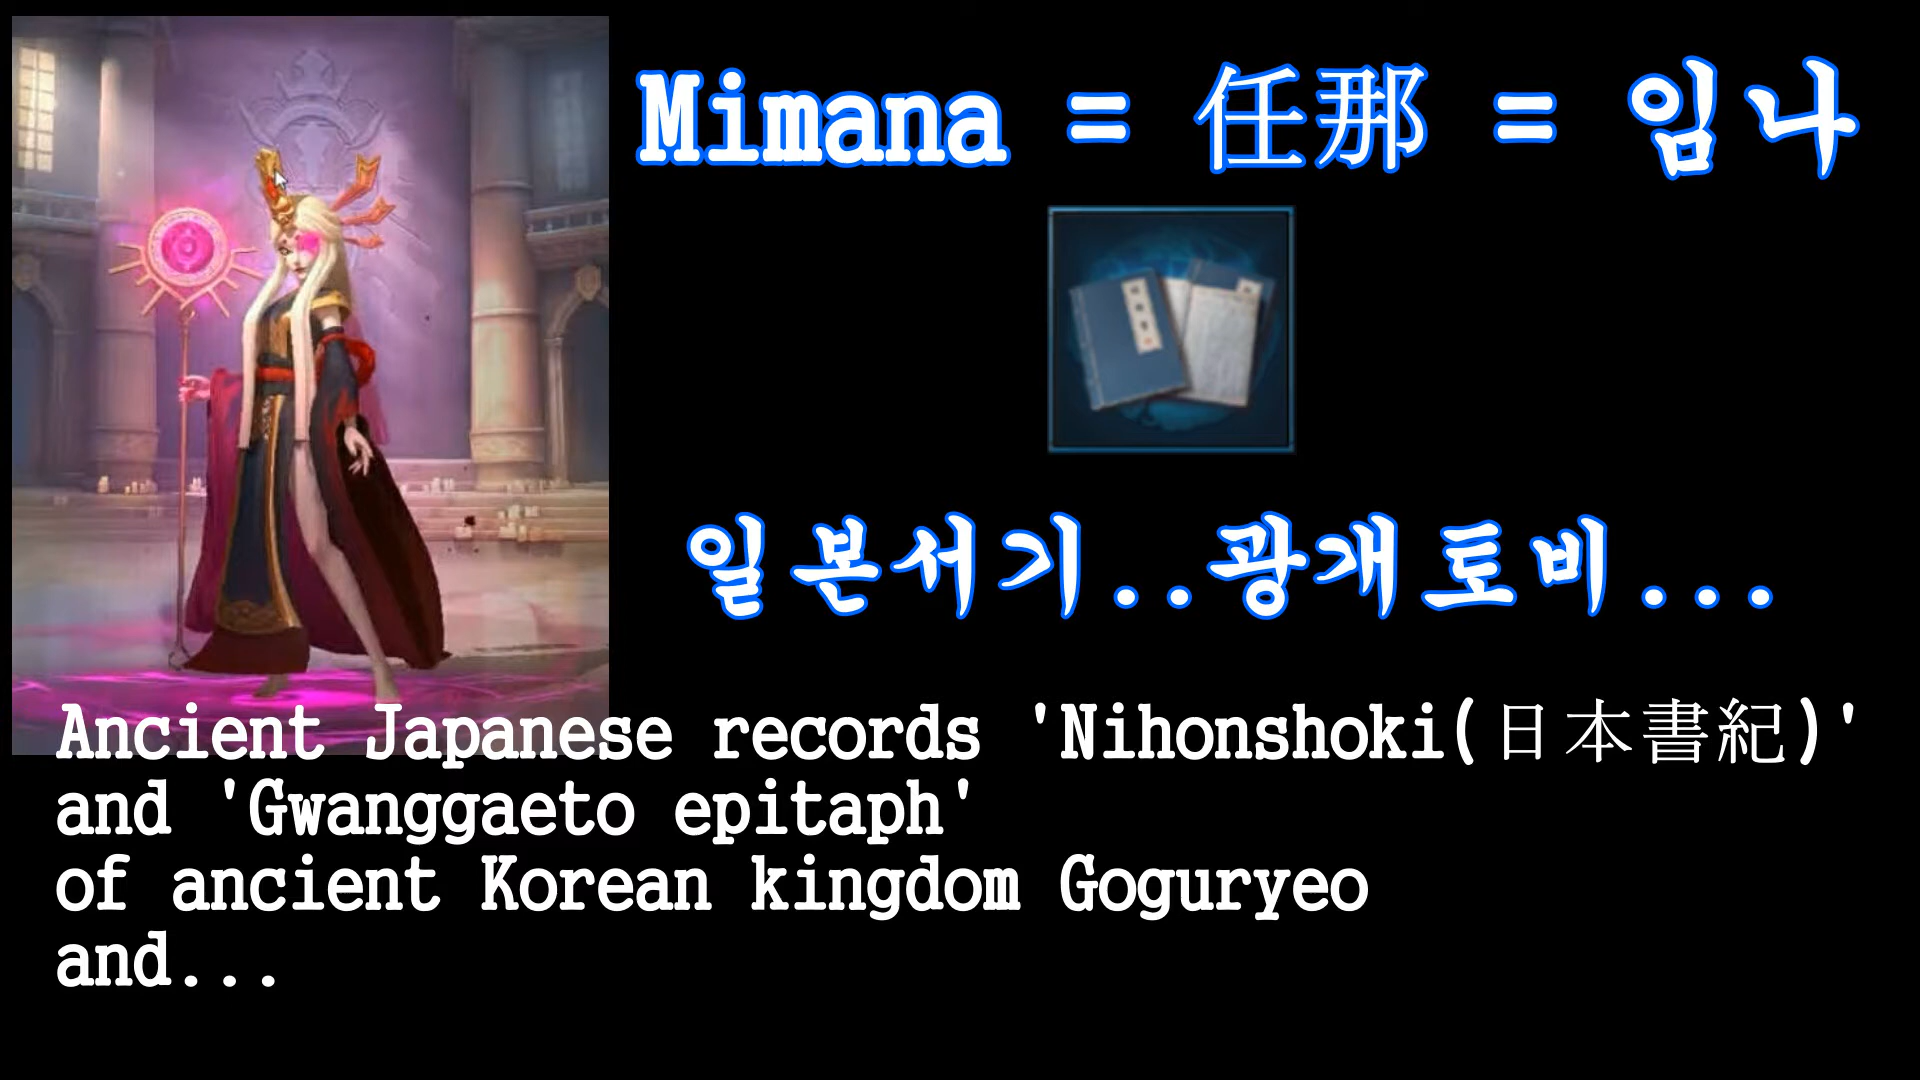 Mimana = 任那 = 임나
일본서기..광개토비...
Ancient Japanese records 'Nihonshoki(日本書紀)'
and 'Gwanggaeto epitaph'
of ancient Korean kingdom Goguryeo
and...